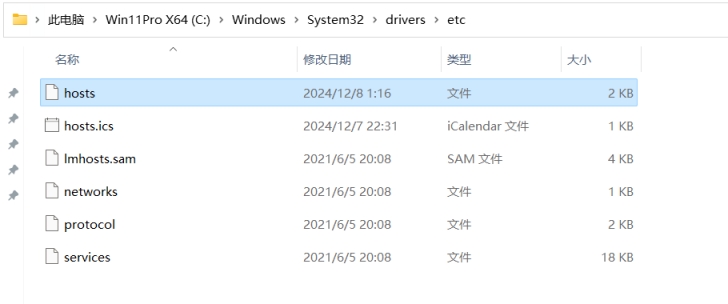 此电脑 > Win11Pro X64 (C:) > Windows > System32 > drivers > etc
名称 修改日期 类型 大小
hosts 2024/12/8 1:16 文件 2 KB
hosts.ics 2024/12/7 22:31 iCalendar 文件 1 KB
lmhosts.sam 2021/6/5 20:08 SAM 文件 4 KB
networks 2021/6/5 20:08 文件 1 KB
protocol 2021/6/5 20:08 文件 2 KB
services 2021/6/5 20:08 文件 18 KB